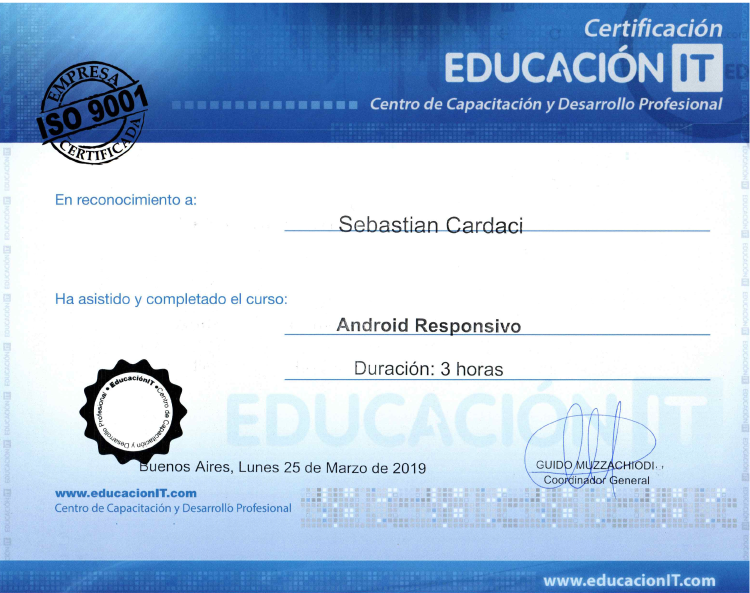 Certificación
EDUCACIÓN IT
Centro de Capacitación y Desarrollo Profesional
EMPRESA
ISO 9001
CERTIFICADA
En reconocimiento a:
Sebastian Cardaci
Ha asistido y completado el curso:
Android Responsivo
Duración: 3 horas
EDUCACIÓN IT
• EducaciónIT • Centro de Capacitación y Desarrollo Profesional
Buenos Aires, Lunes 25 de Marzo de 2019
GUIDO MUZZACHIODI
Coordinador General
www.educacionIT.com
Centro de Capacitación y Desarrollo Profesional
www.educacionIT.com